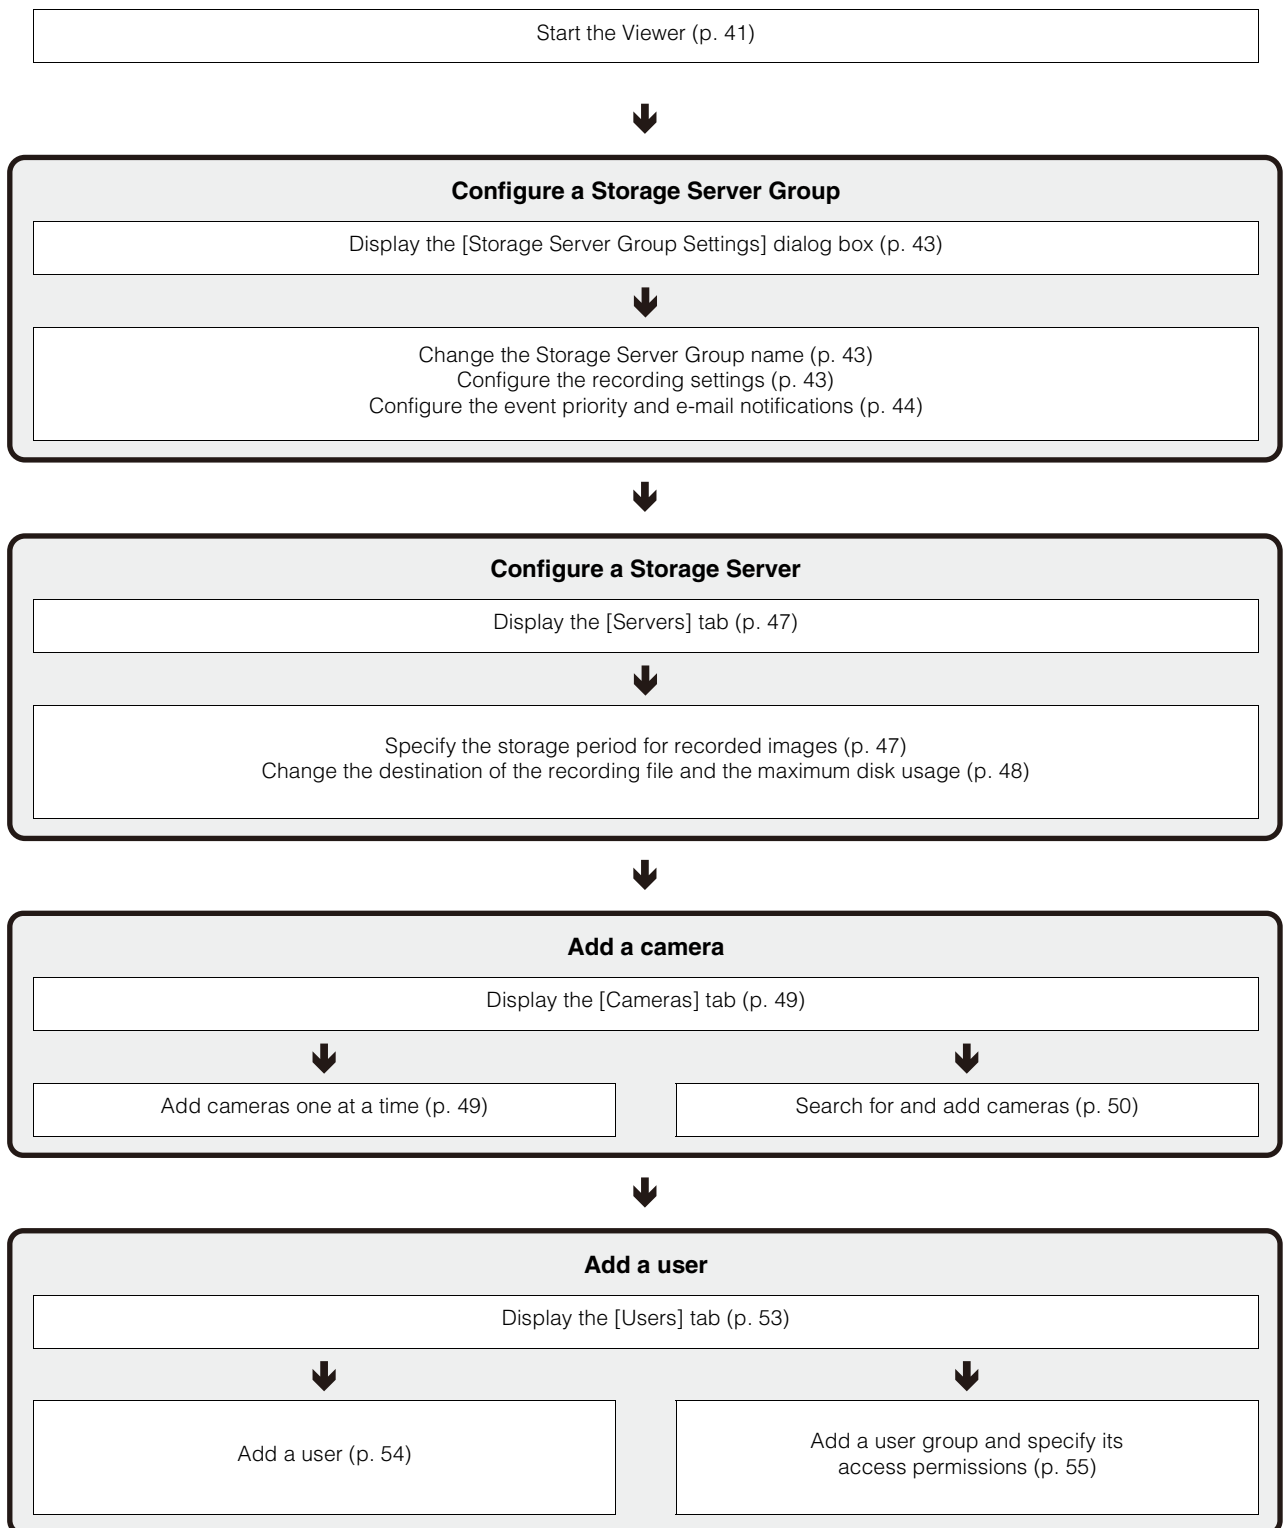 Start the Viewer (p. 41)
Configure a Storage Server Group
Display the [Storage Server Group Settings] dialog box (p. 43)
Change the Storage Server Group name (p. 43)
Configure the recording settings (p. 43)
Configure the event priority and e-mail notifications (p. 44)
Configure a Storage Server
Display the [Servers] tab (p. 47)
Specify the storage period for recorded images (p. 47)
Change the destination of the recording file and the maximum disk usage (p. 48)
Add a camera
Display the [Cameras] tab (p. 49)
Add cameras one at a time (p. 49)
Search for and add cameras (p. 50)
Add a user
Display the [Users] tab (p. 53)
Add a user (p. 54)
Add a user group and specify its
access permissions (p. 55)